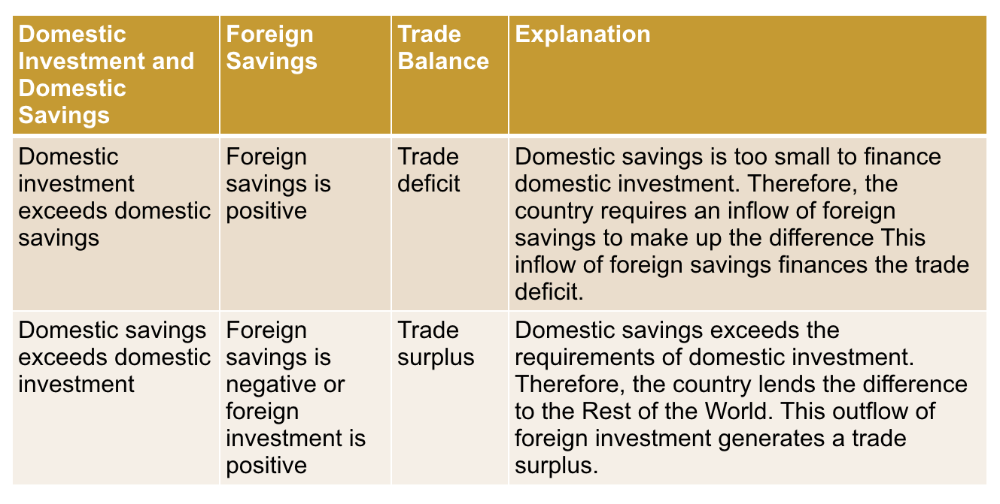 Domestic
Investment and
Domestic
Savings
Foreign
Savings
Trade
Balance
Explanation
Domestic
investment
exceeds domestic
savings
Foreign
savings is
positive
Trade
deficit
Domestic savings is too small to finance
domestic investment. Therefore, the
country requires an inflow of foreign
savings to make up the difference This
inflow of foreign savings finances the trade
deficit.
Domestic savings
exceeds domestic
investment
Foreign
savings is
negative or
foreign
investment is
positive
Trade
surplus
Domestic savings exceeds the
requirements of domestic investment.
Therefore, the country lends the difference
to the Rest of the World. This outflow of
foreign investment generates a trade
surplus.